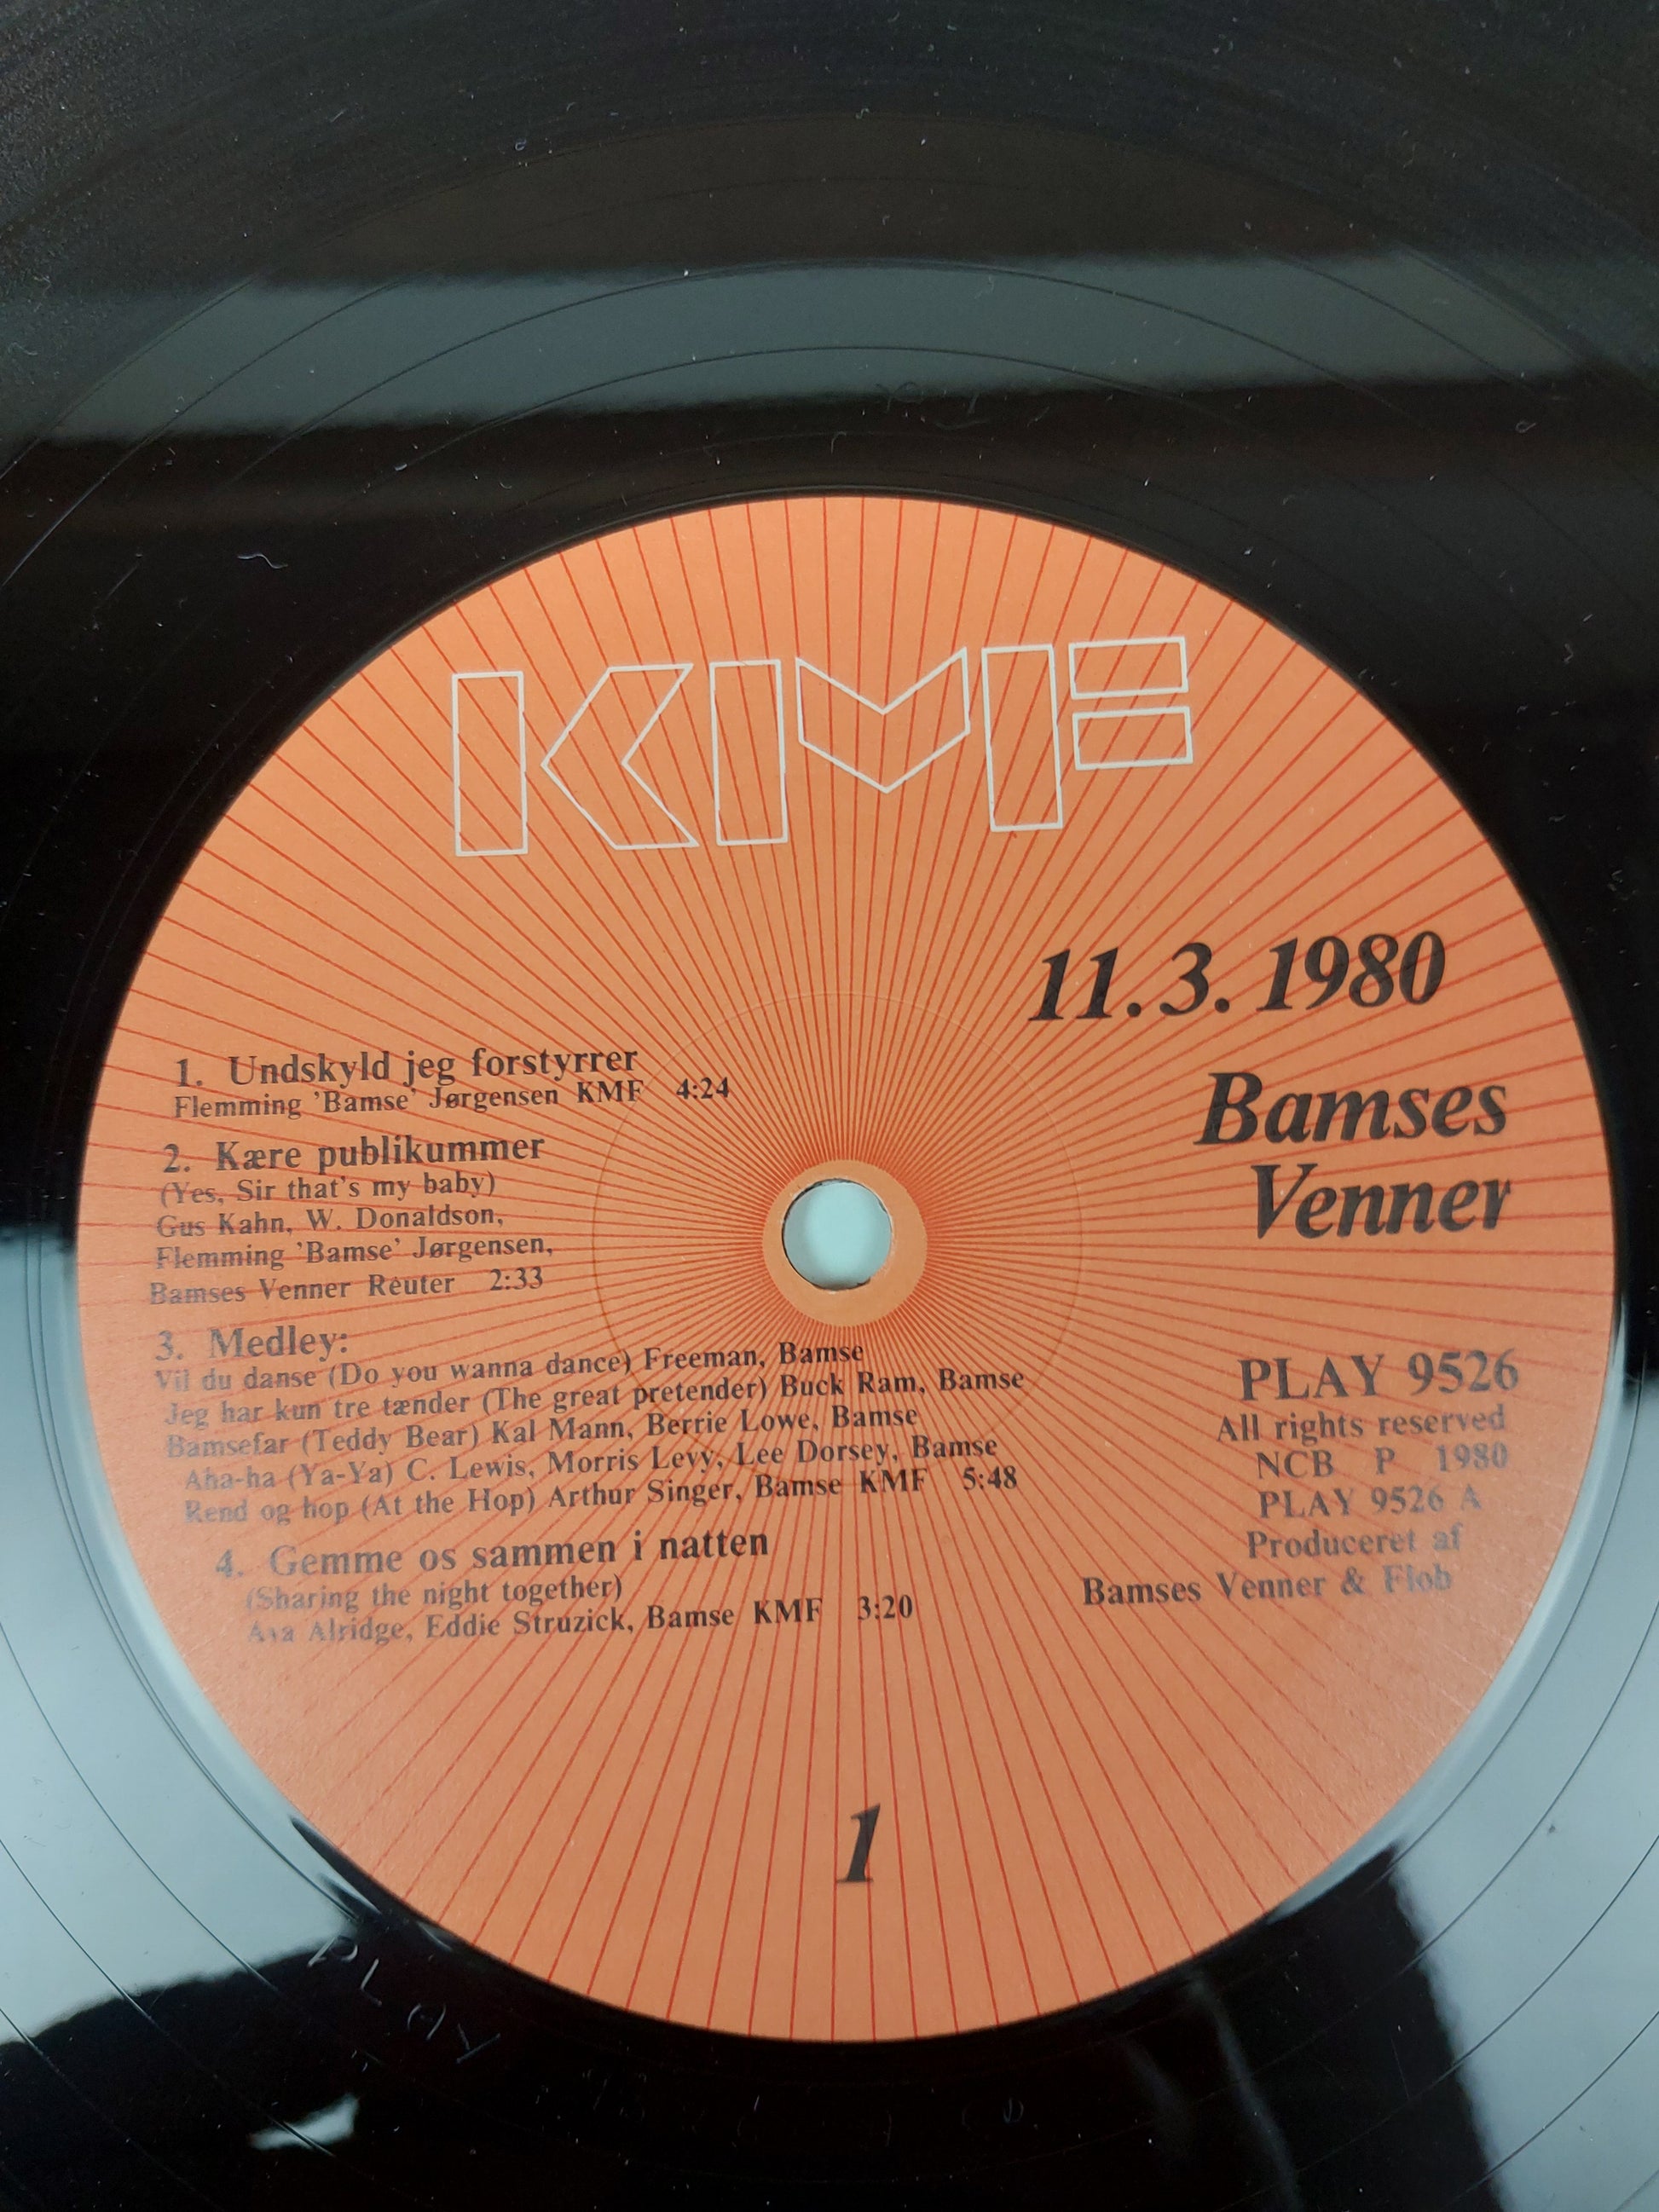 KMF
11.3.1980
Bamses
Venner
1. Undskyld jeg forstyrrer
Flemming 'Bamse' Jørgensen KMF 4:24
2. Kære publikummer
(Yes, Sir that's my baby)
Gus Kahn, W. Donaldson,
Flemming 'Bamse' Jørgensen,
Bamses Venner Reuter 2:33
3. Medley:
Vil du danse (Do you wanna dance) Freeman, Bamse
Jeg har kun tre tænder (The great pretender) Buck Ram, Bamse
Bamsefar (Teddy Bear) Kal Mann, Berrie Lowe, Bamse
Aha-ha (Ya-Ya) C. Lewis, Morris Levy, Lee Dorsey, Bamse
Rend og hop (At the Hop) Arthur Singer, Bamse KMF 5:48
4. Gemme os sammen i natten
(Sharing the night together)
Ava Alridge, Eddie Struzick, Bamse KMF 3:20
PLAY 9526
All rights reserved
NCB P 1980
PLAY 9526 A
Produceret af
Bamses Venner & Flob
1
PLAY